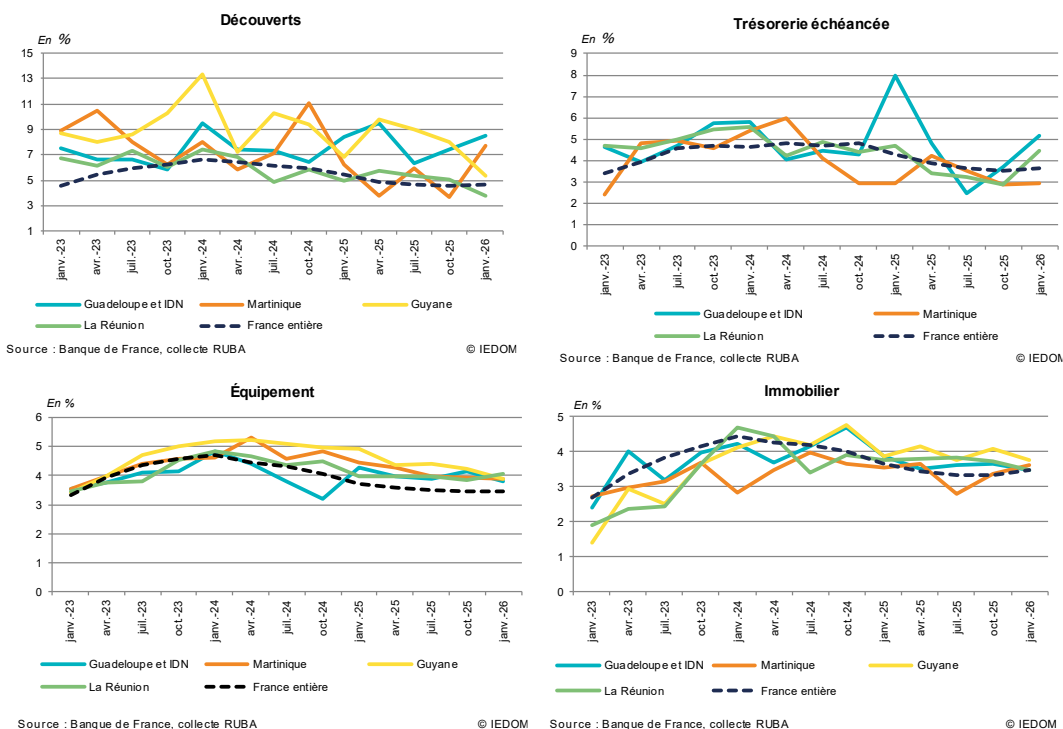 Découverts
En %
15
13
11
9
7
5
3
1
janv.-23
avr.-23
juil.-23
oct.-23
janv.-24
avr.-24
juil.-24
oct.-24
janv.-25
avr.-25
juil.-25
oct.-25
janv.-26
Guadeloupe et IDN Martinique Guyane
La Réunion France entière
Source : Banque de France, collecte RUBA © IEDOM
Trésorerie échéancée
En %
9
8
7
6
5
4
3
2
1
0
janv.-23
avr.-23
juil.-23
oct.-23
janv.-24
avr.-24
juil.-24
oct.-24
janv.-25
avr.-25
juil.-25
oct.-25
janv.-26
Guadeloupe et IDN Martinique
La Réunion France entière
Source : Banque de France, collecte RUBA © IEDOM
Équipement
En %
6
5
4
3
2
1
0
janv.-23
avr.-23
juil.-23
oct.-23
janv.-24
avr.-24
juil.-24
oct.-24
janv.-25
avr.-25
juil.-25
oct.-25
janv.-26
Guadeloupe et IDN Martinique Guyane
La Réunion France entière
Source : Banque de France, collecte RUBA © IEDOM
Immobilier
En %
5
4
3
2
1
0
janv.-23
avr.-23
juil.-23
oct.-23
janv.-24
avr.-24
juil.-24
oct.-24
janv.-25
avr.-25
juil.-25
oct.-25
janv.-26
Guadeloupe et IDN Martinique Guyane
La Réunion France entière
Source : Banque de France, collecte RUBA © IEDOM